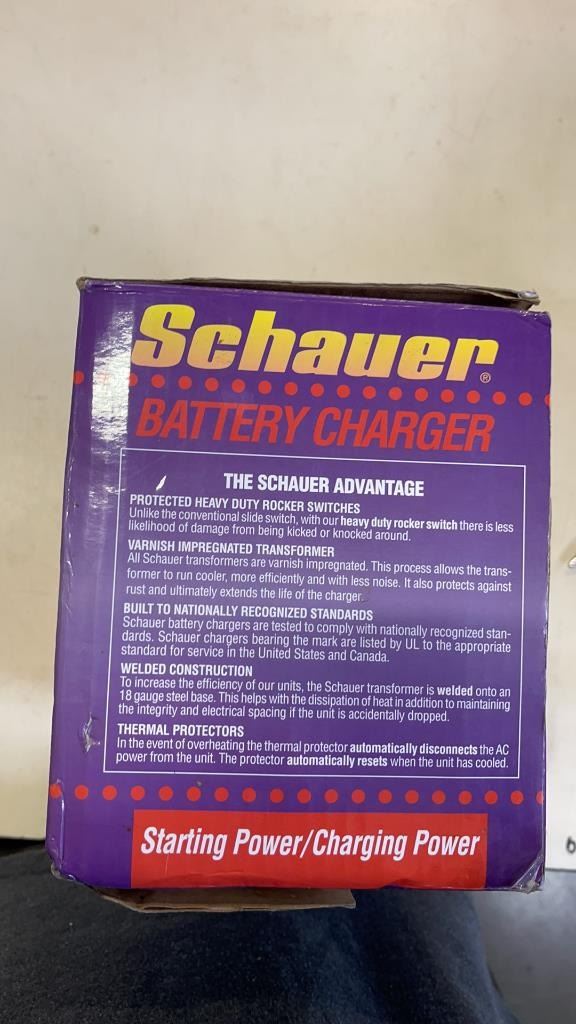 Schauer®
BATTERY CHARGER
THE SCHAUER ADVANTAGE
PROTECTED HEAVY DUTY ROCKER SWITCHES
Unlike the conventional slide switch, with our heavy duty rocker switch there is less
likelihood of damage from being kicked or knocked around.
VARNISH IMPREGNATED TRANSFORMER
All Schauer transformers are varnish impregnated. This process allows the trans-
former to run cooler, more efficiently and with less noise. It also protects against
rust and ultimately extends the life of the charger.
BUILT TO NATIONALLY RECOGNIZED STANDARDS
Schauer battery chargers are tested to comply with nationally recognized stan-
dards. Schauer chargers bearing the mark are listed by UL to the appropriate
standard for service in the United States and Canada.
WELDED CONSTRUCTION
To increase the efficiency of our units, the Schauer transformer is welded onto an
18 gauge steel base. This helps with the dissipation of heat in addition to maintaining
the integrity and electrical spacing if the unit is accidentally dropped.
THERMAL PROTECTORS
In the event of overheating the thermal protector automatically disconnects the AC
power from the unit. The protector automatically resets when the unit has cooled.
Starting Power/Charging Power